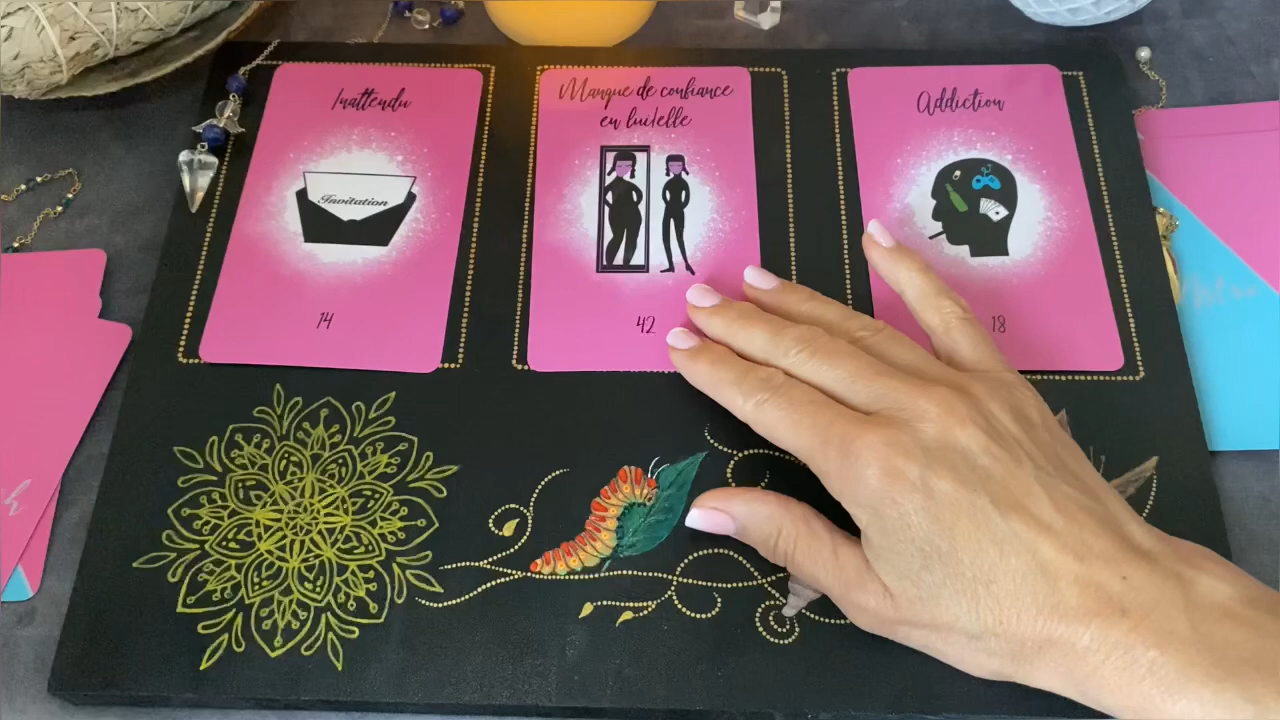 Inattendu
Invitation
14
Manque de confiance
en lui/elle
42
Addiction
18